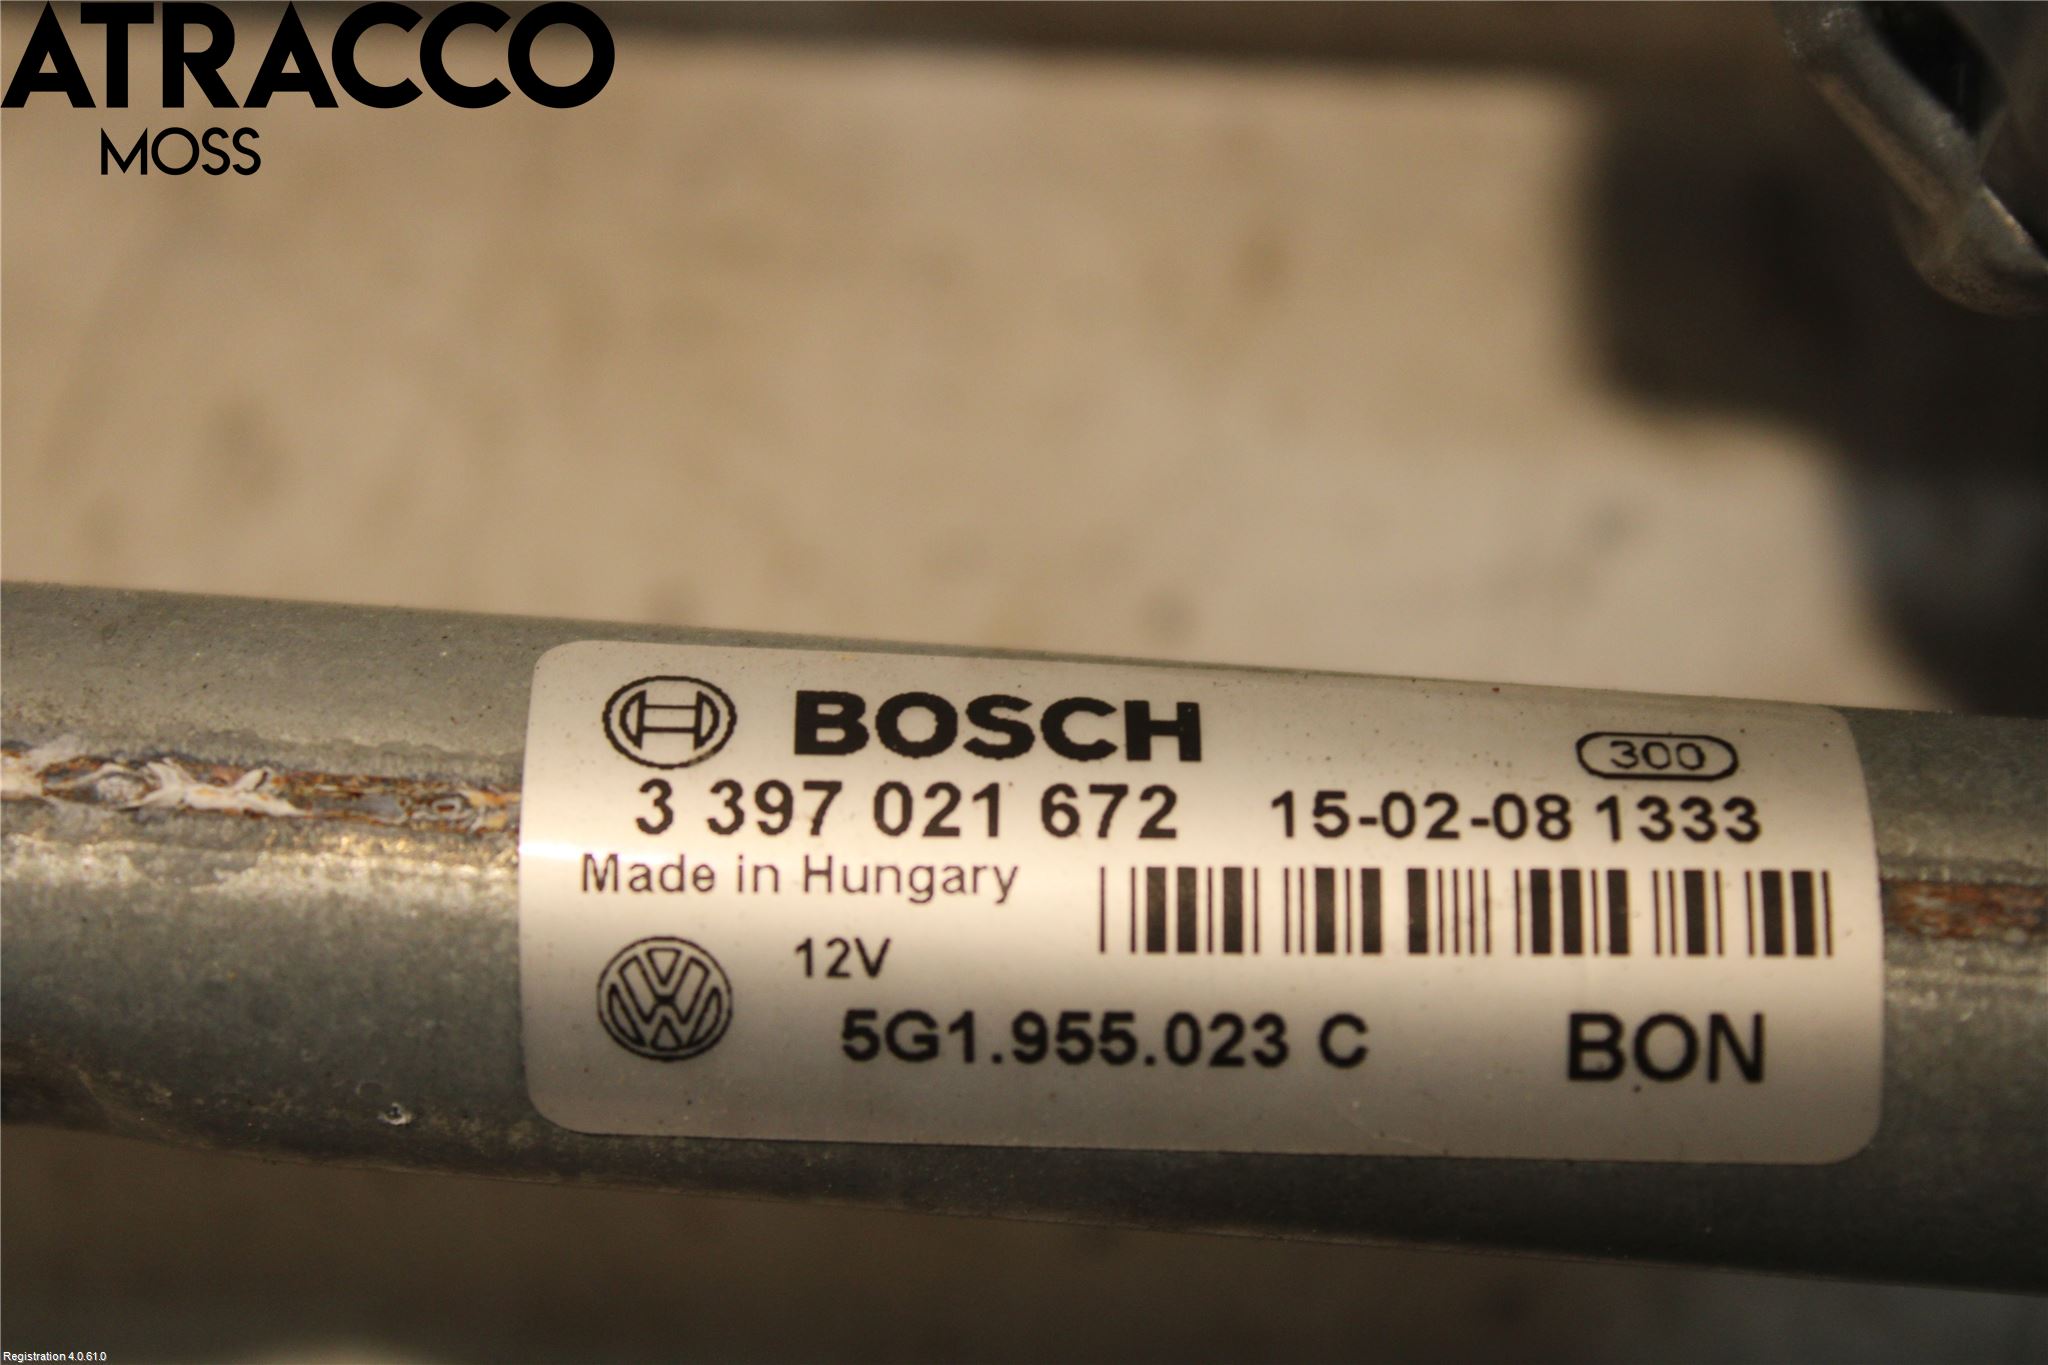 ATRACCO
MOSS
BOSCH
300
3 397 021 672 15-02-08 1333
Made in Hungary
12V
5G1.955.023 C BON
Registration 4.0.61.0